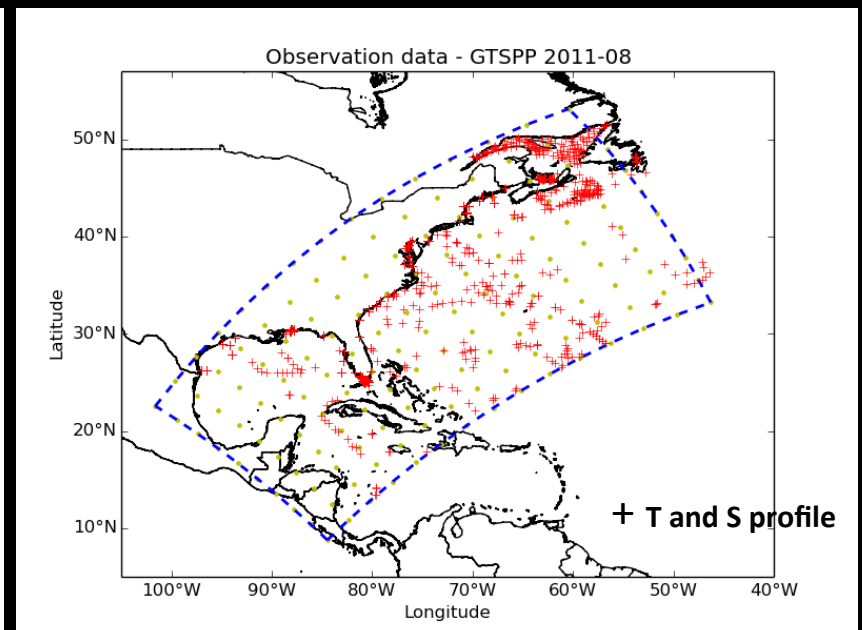 Observation data - GTSPP 2011-08
50°N
40°N
30°N
20°N
10°N
Latitude
+ T and S profile
100°W 90°W 80°W 70°W 60°W 50°W 40°W
Longitude